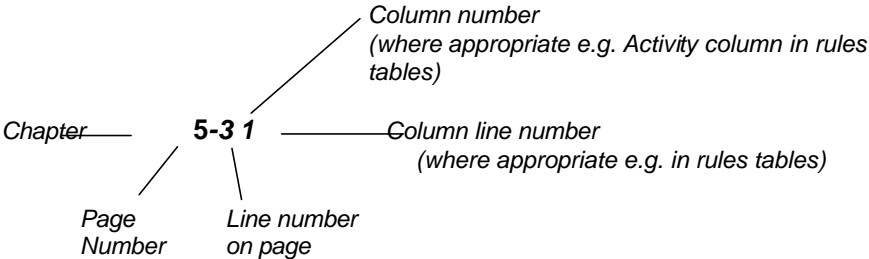 Column number
(where appropriate e.g. Activity column in rules
tables)
Chapter
5-3 1
Column line number
(where appropriate e.g. in rules tables)
Page
Number
Line number
on page